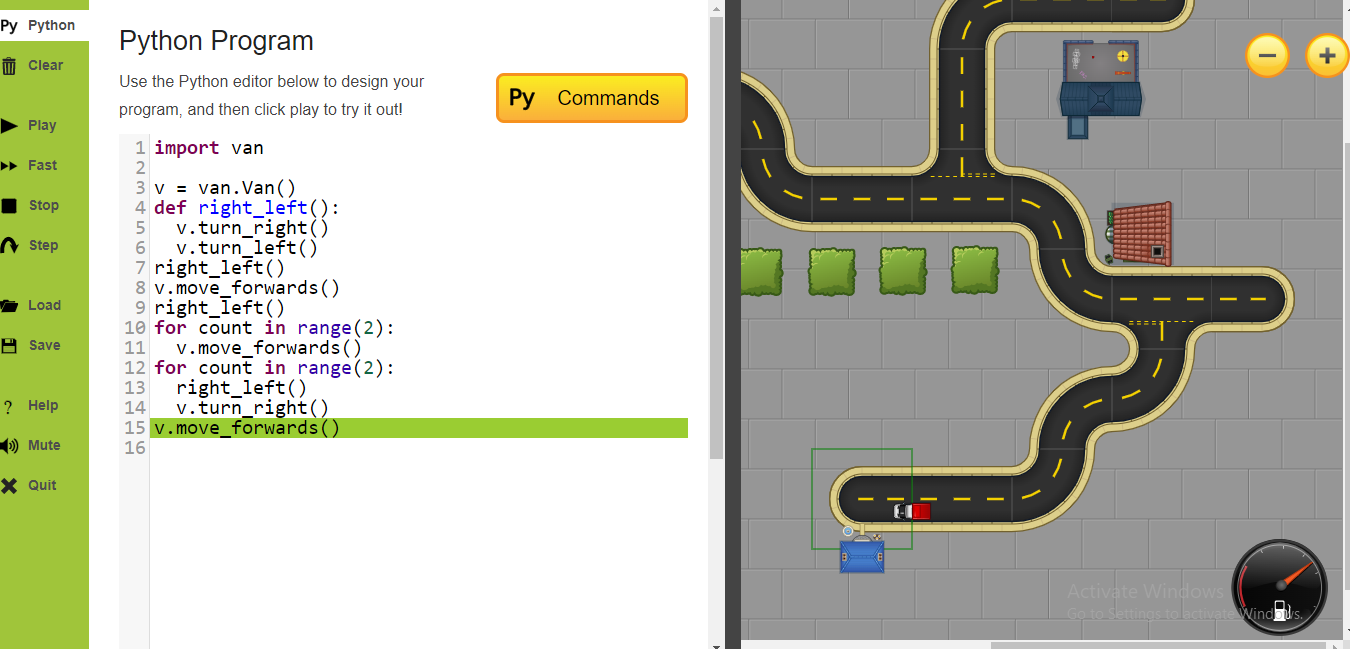 Py Python
Clear
Play
Fast
Stop
Step
Load
Save
? Help
Mute
Quit
Python Program
Use the Python editor below to design your
program, and then click play to try it out!
Py Commands
1 import van
2
3 v = van.Van()
4 def right_left():
5   v.turn_right()
6   v.turn_left()
7 right_left()
8 v.move_forwards()
9 right_left()
10 for count in range(2):
11   v.move_forwards()
12 for count in range(2):
13   right_left()
14   v.turn_right()
15 v.move_forwards()
16
Activate Windows
Go to Settings to activate Windows.